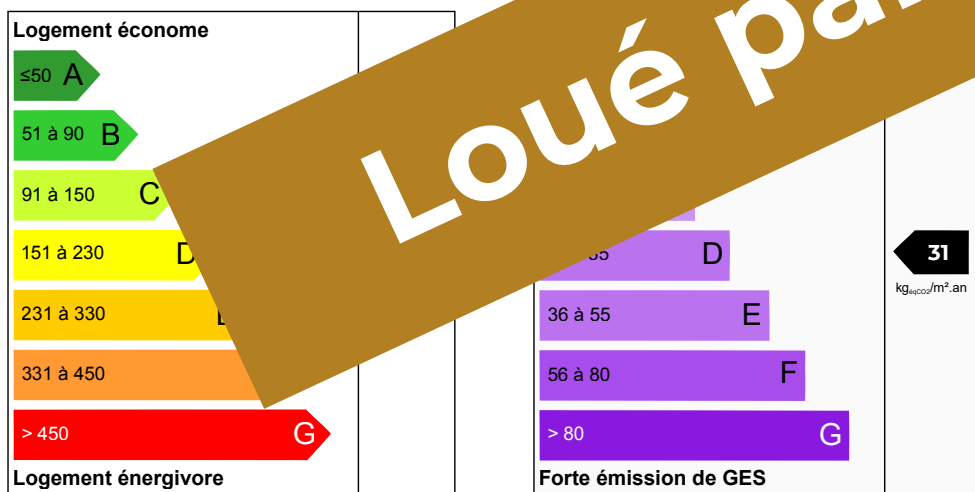 Logement économe
≤50 A
51 à 90 B
91 à 150 C
151 à 230 D
231 à 330
331 à 450
> 450 G
Logement énergivore
Loué
D
36 à 55 E
56 à 80 F
> 80 G
Forte émission de GES
31
kgéqCO2/m².an